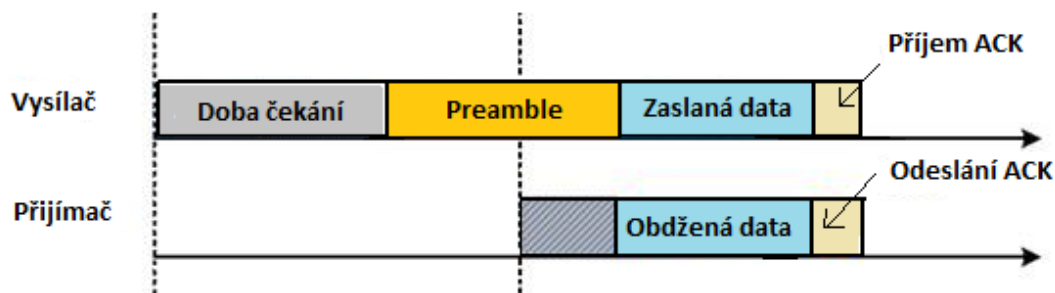 Příjem ACK
Vysílač
Doba čekání
Preamble
Zaslaná data
Odeslání ACK
Přijímač
Obdžená data